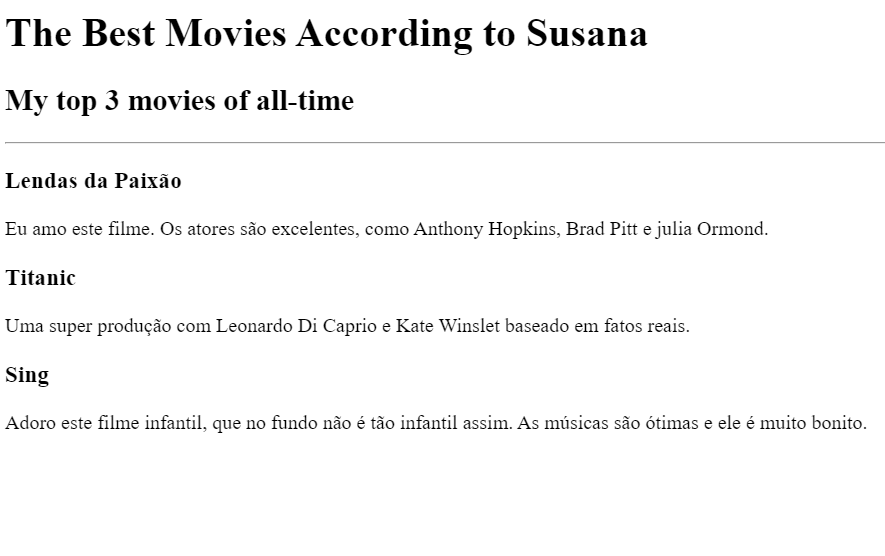 The Best Movies According to Susana
My top 3 movies of all-time
Lendas da Paixão
Eu amo este filme. Os atores são excelentes, como Anthony Hopkins, Brad Pitt e julia Ormond.
Titanic
Uma super produção com Leonardo Di Caprio e Kate Winslet baseado em fatos reais.
Sing
Adoro este filme infantil, que no fundo não é tão infantil assim. As músicas são ótimas e ele é muito bonito.